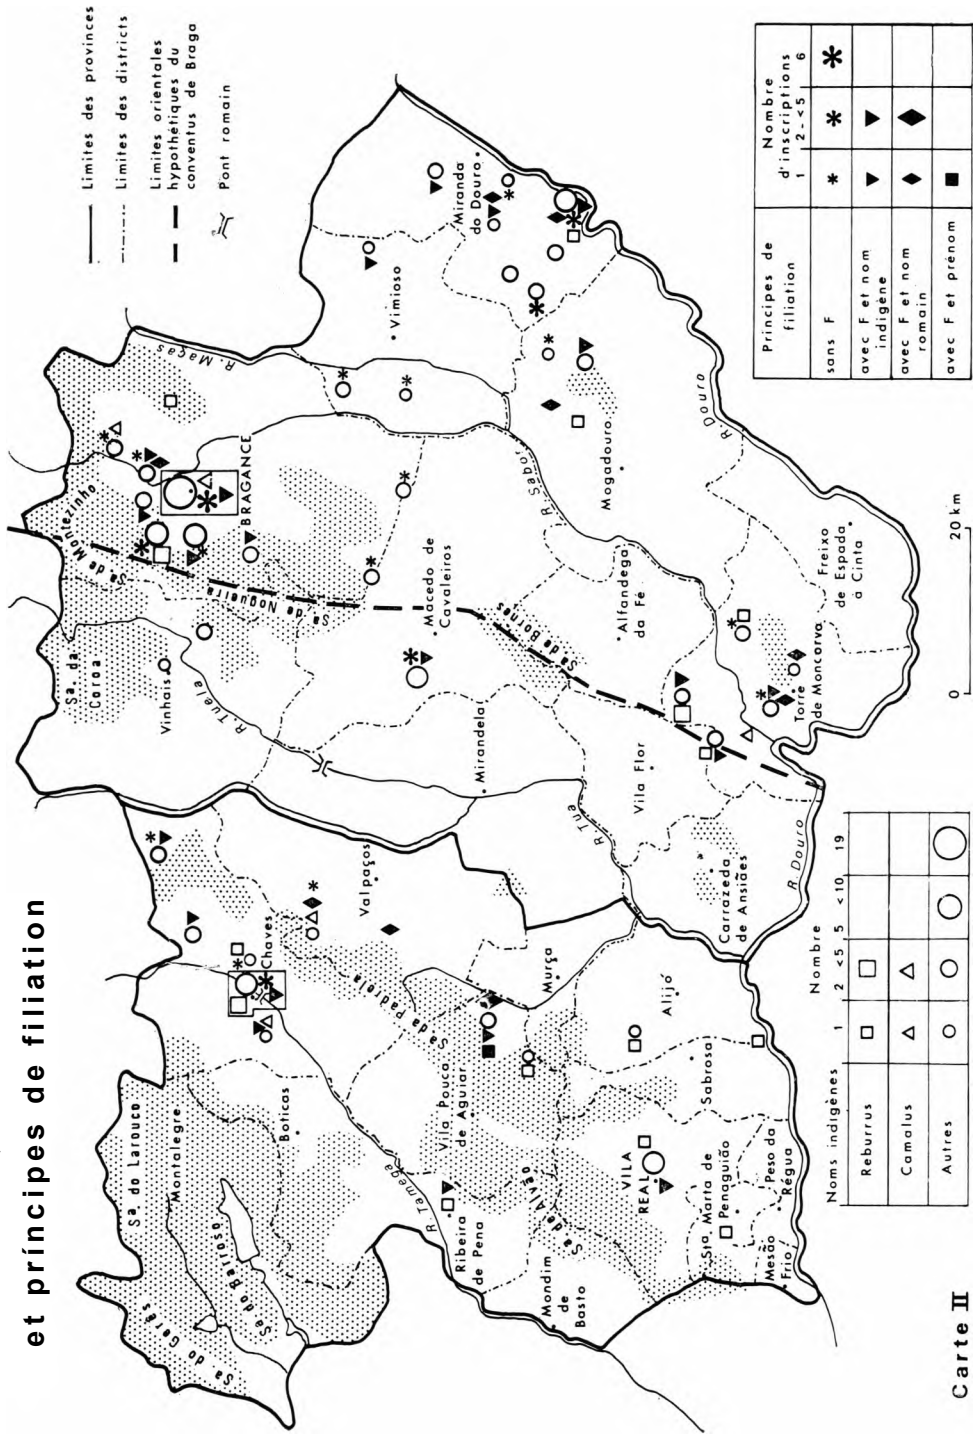 et príncipes de filiation
Limites des provinces
Limites des districts
Limites orientales
hypothétiques du
conventus de Braga
Pont romain
Sa. do Larouco
Montalegre
Sa do Gerês
Sa do Barroso
Boticas
R. Tamega
Chaves
Valpaços
Sa da Padrela
Vila Pouca
de Aguiar
Murça
Ribeira
de Pena
Mondim
de
Basto
Sa de Alvão
VILA
REAL
Alijó
Sabrosa
Sta. Marta de
Penaguião
Peso da
Régua
Mesão
Frio
Sa. da
Coroa
Vinhais
R. Tuela
Sa de Montezinho
Sa de Nogueira
BRAGANCE
R. Maçãs
Macedo de
Cavaleiros
Mirandela
R. Tua
Sa de Bornes
Vila Flor
Alfandega
da Fé
Carrazeda
de Ansiães
R. Douro
Torre
de Moncorvo
Freixo
de Espada
à Cinta
Mogadouro
R. Sabor
Vimioso
Miranda
do Douro
R Douro
0 20 km
Principes de
filiation
Nombre
d'inscriptions
1 2 - <5 6
sans F
avec F et nom
indigène
avec F et nom
romain
avec F et prénom
Noms indigènes
Nombre
1 2 <5 5 <10 19
Reburrus
Camalus
Autres
Carte II